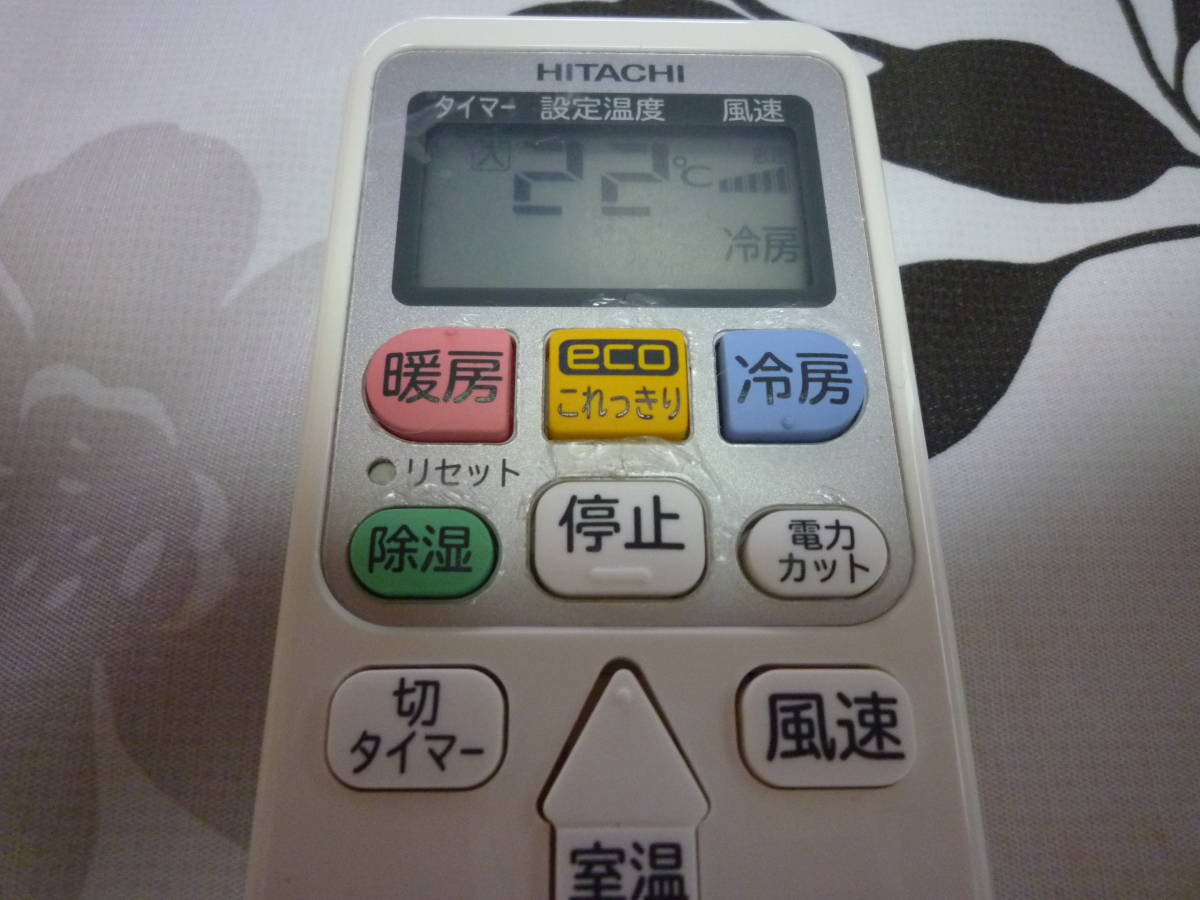 HITACHI
タイマー 設定温度 風速
入 22℃
冷房
暖房
eco
これっきり
冷房
リセット
除湿
停止
電力
カット
切
タイマー
風速
室温